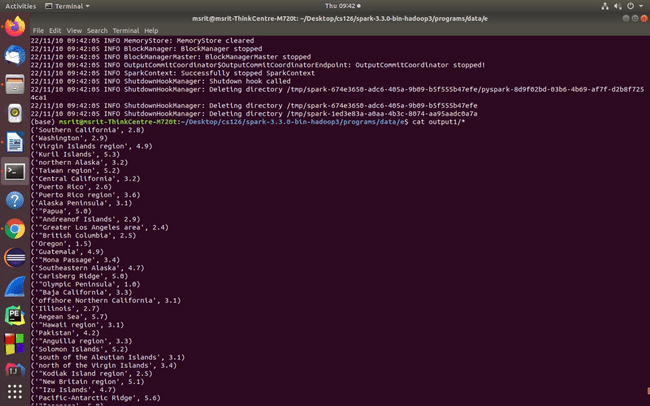 Activities
Terminal
Thu 09:42
msrit@msrit-ThinkCentre-M720t: ~/Desktop/cs126/spark-3.3.0-bin-hadoop3/programs/data/e
File Edit View Search Terminal Help
22/11/10 09:42:05 INFO MemoryStore: MemoryStore cleared
22/11/10 09:42:05 INFO BlockManager: BlockManager stopped
22/11/10 09:42:05 INFO BlockManagerMaster: BlockManagerMaster stopped
22/11/10 09:42:05 INFO OutputCommitCoordinator$OutputCommitCoordinatorEndpoint: OutputCommitCoordinator stopped!
22/11/10 09:42:05 INFO SparkContext: Successfully stopped SparkContext
22/11/10 09:42:05 INFO ShutdownHookManager: Shutdown hook called
22/11/10 09:42:05 INFO ShutdownHookManager: Deleting directory /tmp/spark-674e3650-adc6-405a-9b09-b5f555b47efe/pyspark-8d9f02bd-03b6-4b69-af7f-d2b8f725
4ca1
22/11/10 09:42:05 INFO ShutdownHookManager: Deleting directory /tmp/spark-674e3650-adc6-405a-9b09-b5f555b47efe
22/11/10 09:42:05 INFO ShutdownHookManager: Deleting directory /tmp/spark-1ed3e83a-a0aa-4b3c-8074-aa95aadc0a7a
(base) msrit@msrit-ThinkCentre-M720t:~/Desktop/cs126/spark-3.3.0-bin-hadoop3/programs/data/e$ cat output1/*
('Southern California', 2.8)
('Washington', 2.9)
('Virgin Islands region', 4.9)
('Kuril Islands', 5.3)
('northern Alaska', 3.2)
('Taiwan region', 5.2)
('Central California', 3.2)
('Puerto Rico', 2.6)
('Puerto Rico region', 3.6)
('Alaska Peninsula', 3.1)
('"Papua', 5.0)
('"Andreanof Islands', 2.9)
('"Greater Los Angeles area', 2.4)
('"British Columbia', 2.5)
('Oregon', 1.5)
('Guatemala', 4.9)
('"Mona Passage', 3.4)
('Southeastern Alaska', 4.7)
('Carlsberg Ridge', 5.0)
('"Olympic Peninsula', 1.0)
('"Baja California', 3.3)
('offshore Northern California', 3.1)
('Illinois', 2.7)
('Aegean Sea', 5.7)
('"Hawaii region', 3.1)
('Pakistan', 4.2)
('"Anguilla region', 3.3)
('Solomon Islands', 5.2)
('south of the Aleutian Islands', 3.1)
('north of the Virgin Islands', 3.4)
('"Kodiak Island region', 2.5)
('"New Britain region', 5.1)
('"Izu Islands', 4.7)
('Pacific-Antarctic Ridge', 5.6)